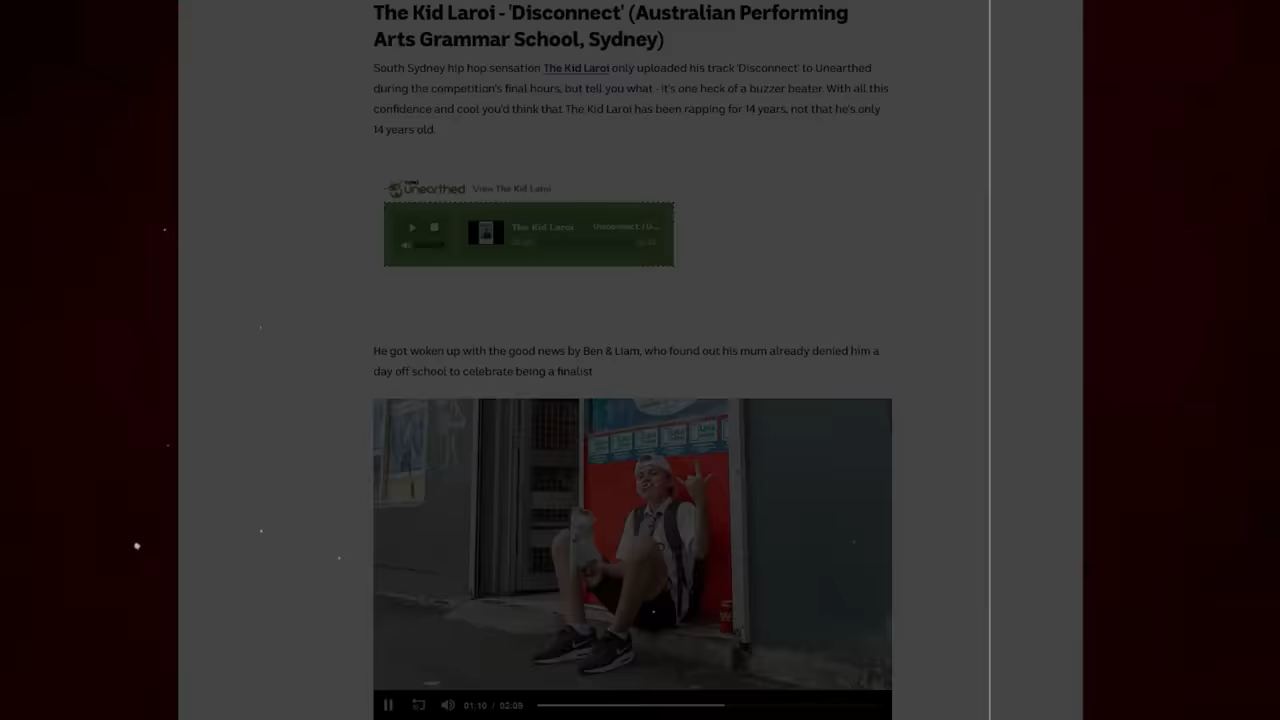 The Kid Laroi - 'Disconnect' (Australian Performing
Arts Grammar School, Sydney)
South Sydney hip hop sensation The Kid Laroi only uploaded his track 'Disconnect' to Unearthed
during the competition's final hours, but tell you what - it's one heck of a buzzer beater. With all this
confidence and cool you'd think that The Kid Laroi has been rapping for 14 years, not that he's only
14 years old.
unearthed View The Kid Laroi
The Kid Laroi
He got woken up with the good news by Ben & Liam, who found out his mum already denied him a
day off school to celebrate being a finalist
01:10 / 02:09